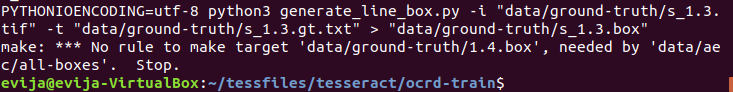 PYTHONIOENCODING=utf-8 python3 generate_line_box.py -i "data/ground-truth/s_1.3.
tif" -t "data/ground-truth/s_1.3.gt.txt" > "data/ground-truth/s_1.3.box"
make: *** No rule to make target 'data/ground-truth/1.4.box', needed by 'data/ae
c/all-boxes'.  Stop.
evija@evija-VirtualBox:~/tessfiles/tesseract/ocrd-train$